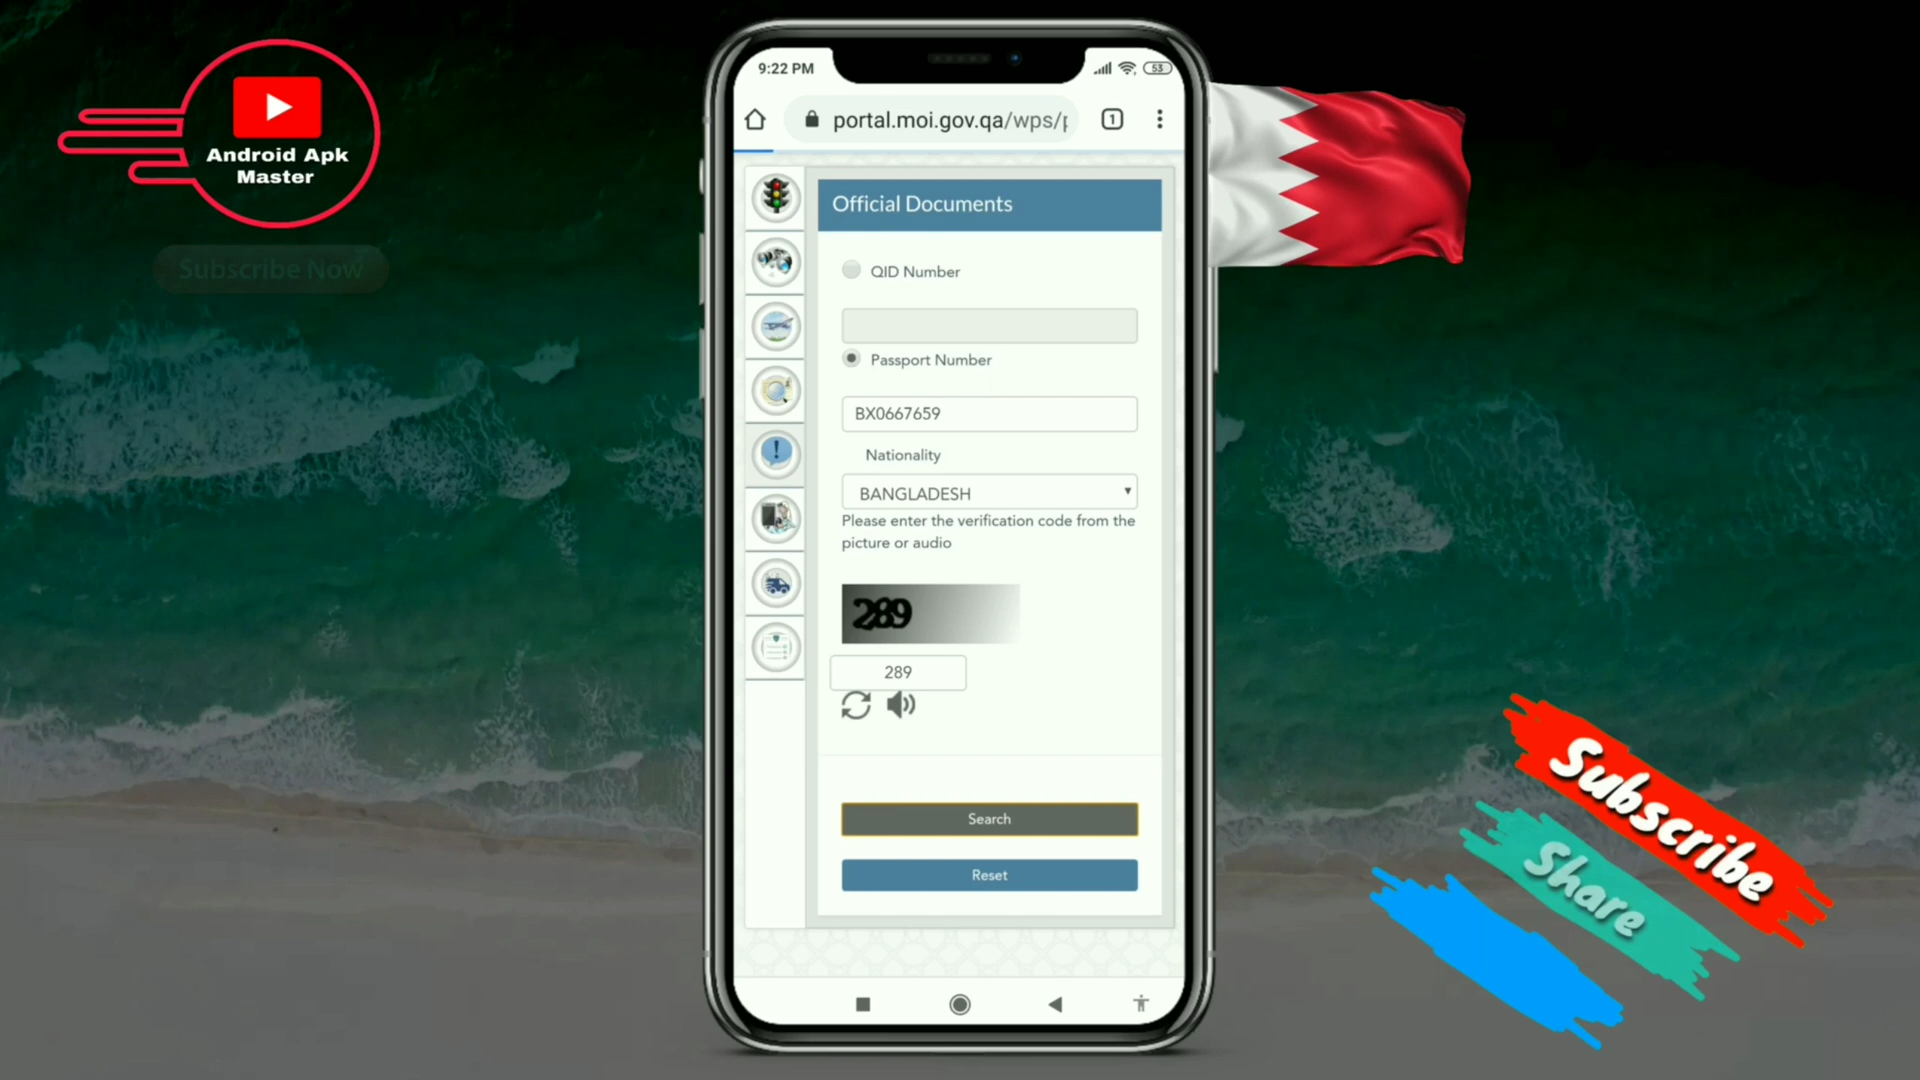 Android Apk
Master
Subscribe Now
9:22 PM
53
portal.moi.gov.qa/wps/p
1
Official Documents
QID Number
Passport Number
BX0667659
Nationality
BANGLADESH
Please enter the verification code from the
picture or audio
289
289
Search
Reset
Subscribe
Share